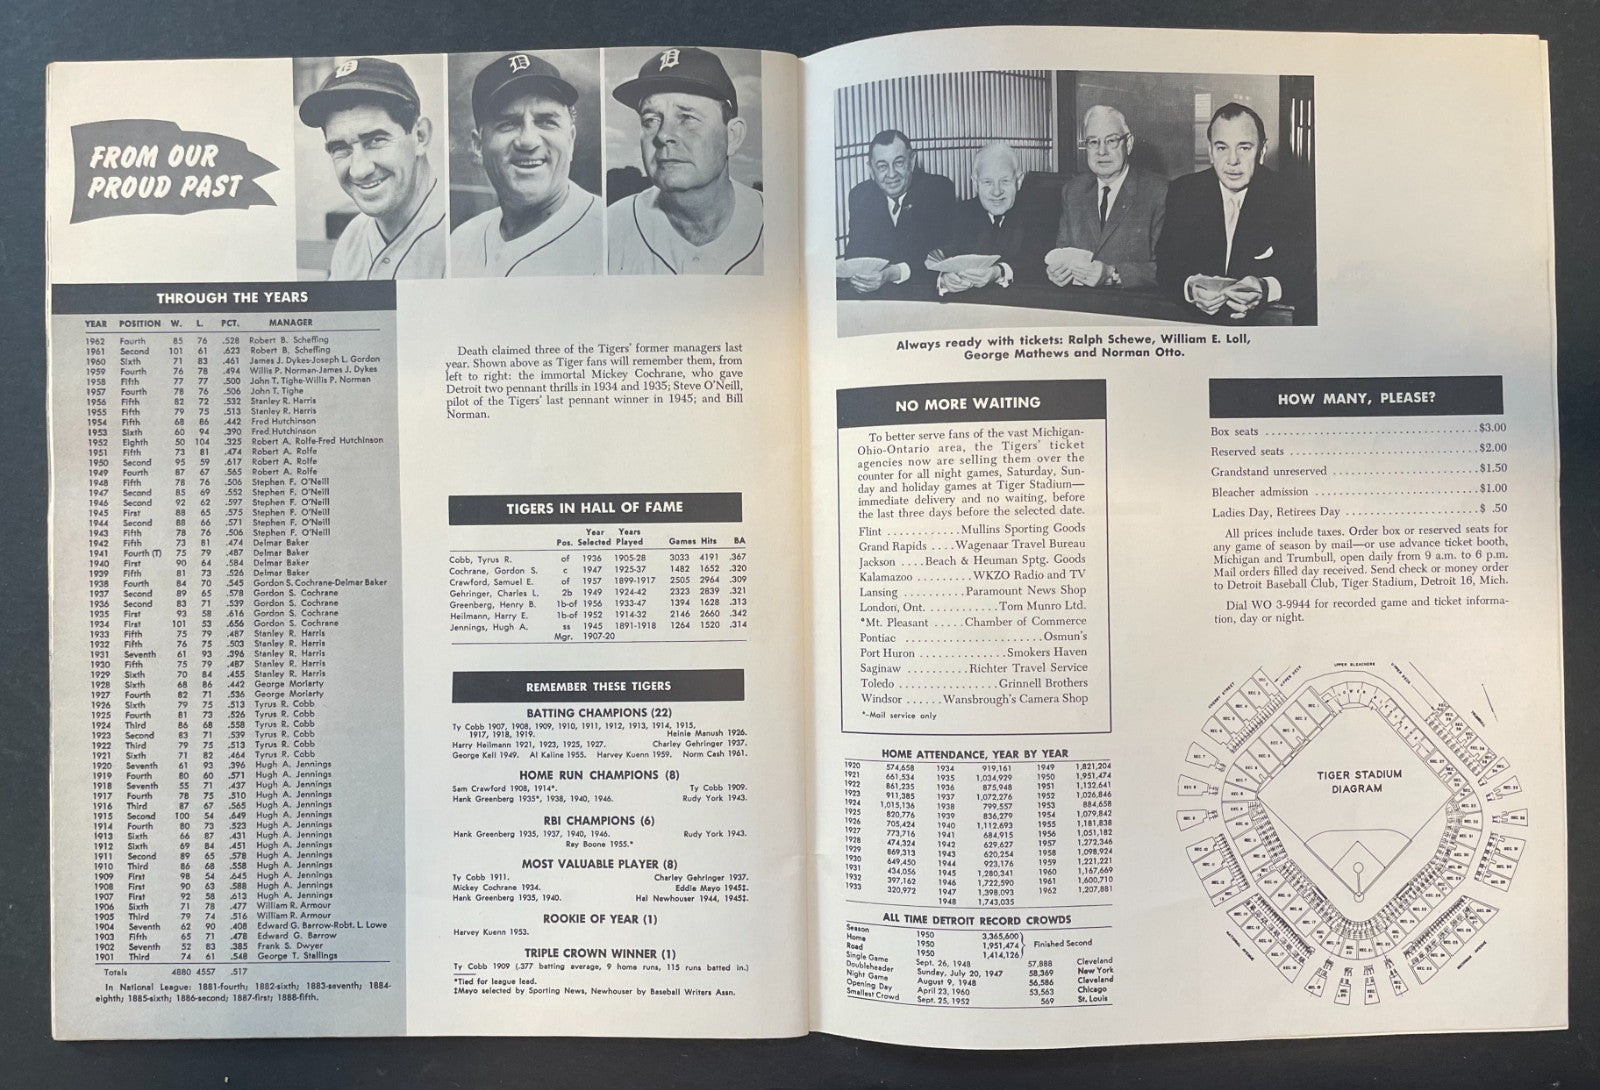 FROM OUR
PROUD PAST
THROUGH THE YEARS
YEAR POSITION W. L. PCT. MANAGER
1962 Fourth 85 76 .528 Robert B. Scheffing
1961 Second 101 61 .623 Robert B. Scheffing
1960 Sixth 71 83 .461 James J. Dykes-Joseph L. Gordon
1959 Fourth 76 78 .494 Willis P. Norman-James J. Dykes
1958 Fifth 77 77 .500 John T. Tighe-Willis P. Norman
1957 Fourth 78 76 .506 John T. Tighe
1956 Fifth 82 72 .532 Stanley R. Harris
1955 Fifth 79 75 .513 Stanley R. Harris
1954 Fifth 68 86 .442 Fred Hutchinson
1953 Sixth 60 94 .390 Fred Hutchinson
1952 Eighth 50 104 .325 Robert A. Rolfe-Fred Hutchinson
1951 Fifth 73 81 .474 Robert A. Rolfe
1950 Second 95 59 .617 Robert A. Rolfe
1949 Fourth 87 67 .565 Robert A. Rolfe
1948 Fifth 78 76 .506 Stephen F. O'Neill
1947 Second 85 69 .552 Stephen F. O'Neill
1946 Second 92 62 .597 Stephen F. O'Neill
1945 First 88 65 .575 Stephen F. O'Neill
1944 Second 88 66 .571 Stephen F. O'Neill
1943 Fifth 78 76 .506 Stephen F. O'Neill
1942 Fifth 73 81 .474 Delmar Baker
1941 Fourth (T) 75 79 .487 Delmar Baker
1940 First 90 64 .584 Delmar Baker
1939 Fifth 81 73 .526 Delmar Baker
1938 Fourth 84 70 .545 Gordon S. Cochrane-Delmar Baker
1937 Second 89 65 .578 Gordon S. Cochrane
1936 Second 83 71 .539 Gordon S. Cochrane
1935 First 93 58 .616 Gordon S. Cochrane
1934 First 101 53 .656 Gordon S. Cochrane
1933 Fifth 75 79 .487 Stanley R. Harris
1932 Fifth 76 75 .503 Stanley R. Harris
1931 Seventh 61 93 .396 Stanley R. Harris
1930 Fifth 75 79 .487 Stanley R. Harris
1929 Sixth 70 84 .455 Stanley R. Harris
1928 Sixth 68 86 .442 George Moriarty
1927 Fourth 82 71 .536 George Moriarty
1926 Sixth 79 75 .513 Tyrus R. Cobb
1925 Fourth 81 73 .526 Tyrus R. Cobb
1924 Third 86 68 .558 Tyrus R. Cobb
1923 Second 83 71 .539 Tyrus R. Cobb
1922 Third 79 75 .513 Tyrus R. Cobb
1921 Sixth 71 82 .464 Tyrus R. Cobb
1920 Seventh 61 93 .396 Hugh A. Jennings
1919 Fourth 80 60 .571 Hugh A. Jennings
1918 Seventh 55 71 .437 Hugh A. Jennings
1917 Fourth 78 75 .510 Hugh A. Jennings
1916 Third 87 67 .565 Hugh A. Jennings
1915 Second 100 54 .649 Hugh A. Jennings
1914 Fourth 80 73 .523 Hugh A. Jennings
1913 Sixth 66 87 .431 Hugh A. Jennings
1912 Sixth 69 84 .451 Hugh A. Jennings
1911 Second 89 65 .578 Hugh A. Jennings
1910 Third 86 68 .558 Hugh A. Jennings
1909 First 98 54 .645 Hugh A. Jennings
1908 First 90 63 .588 Hugh A. Jennings
1907 First 92 58 .613 Hugh A. Jennings
1906 Sixth 71 78 .477 William R. Armour
1905 Third 79 74 .516 William R. Armour
1904 Seventh 62 90 .408 Edward G. Barrow-Robt. L. Lowe
1903 Fifth 65 71 .478 Edward G. Barrow
1902 Seventh 52 83 .385 Frank S. Dwyer
1901 Third 74 61 .548 George T. Stallings
Totals 4880 4557 .517
In National League: 1881-fourth; 1882-sixth; 1883-seventh; 1884-
eighth; 1885-sixth; 1886-second; 1887-first; 1888-fifth.
Death claimed three of the Tigers' former managers last
year. Shown above as Tiger fans will remember them, from
left to right: the immortal Mickey Cochrane, who gave
Detroit two pennant thrills in 1934 and 1935; Steve O'Neill,
pilot of the Tigers' last pennant winner in 1945; and Bill
Norman.
TIGERS IN HALL OF FAME
Year Years
Pos. Selected Played Games Hits BA
Cobb, Tyrus R. of 1936 1905-28 3033 4191 .367
Cochrane, Gordon S. c 1947 1925-37 1482 1652 .320
Crawford, Samuel E. of 1957 1899-1917 2505 2964 .309
Gehringer, Charles L. 2b 1949 1924-42 2323 2839 .321
Greenberg, Henry B. 1b-of 1956 1933-47 1394 1628 .313
Heilmann, Harry E. 1b-of 1952 1914-32 2146 2660 .342
Jennings, Hugh A. ss 1945 1891-1918 1264 1520 .314
Mgr. 1907-20
REMEMBER THESE TIGERS
BATTING CHAMPIONS (22)
Ty Cobb 1907, 1908, 1909, 1910, 1911, 1912, 1913, 1914, 1915,
1917, 1918, 1919. Heinie Manush 1926.
Harry Heilmann 1921, 1923, 1925, 1927. Charley Gehringer 1937.
George Kell 1949. Al Kaline 1955. Harvey Kuenn 1959. Norm Cash 1961.
HOME RUN CHAMPIONS (8)
Sam Crawford 1908, 1914*. Ty Cobb 1909.
Hank Greenberg 1935*, 1938, 1940, 1946. Rudy York 1943.
RBI CHAMPIONS (6)
Hank Greenberg 1935, 1937, 1940, 1946. Rudy York 1943.
Ray Boone 1955.*
MOST VALUABLE PLAYER (8)
Ty Cobb 1911. Charley Gehringer 1937.
Mickey Cochrane 1934. Eddie Mayo 1945‡.
Hank Greenberg 1935, 1940. Hal Newhouser 1944, 1945‡.
ROOKIE OF YEAR (1)
Harvey Kuenn 1953.
TRIPLE CROWN WINNER (1)
Ty Cobb 1909 (.377 batting average, 9 home runs, 115 runs batted in.)
*Tied for league lead.
‡Mayo selected by Sporting News, Newhouser by Baseball Writers Assn.
Always ready with tickets: Ralph Schewe, William E. Loll,
George Mathews and Norman Otto.
NO MORE WAITING
To better serve fans of the vast Michigan-
Ohio-Ontario area, the Tigers' ticket
agencies now are selling them over the
counter for all night games, Saturday, Sun-
day and holiday games at Tiger Stadium—
immediate delivery and no waiting, before
the last three days before the selected date.
Flint ........... Mullins Sporting Goods
Grand Rapids .... Wagenaar Travel Bureau
Jackson .... Beach & Heuman Sptg. Goods
Kalamazoo ......... WKZO Radio and TV
Lansing .......... Paramount News Shop
London, Ont. ........... Tom Munro Ltd.
*Mt. Pleasant ..... Chamber of Commerce
Pontiac ................... Osmun's
Port Huron ............. Smokers Haven
Saginaw ......... Richter Travel Service
Toledo ............... Grinnell Brothers
Windsor ...... Wansbrough's Camera Shop
*-Mail service only
HOME ATTENDANCE, YEAR BY YEAR
1920 574,658 1934 919,161 1949 1,821,204
1921 661,534 1935 1,034,929 1950 1,951,474
1922 861,235 1936 875,948 1951 1,132,641
1923 911,385 1937 1,072,276 1952 1,026,846
1924 1,015,136 1938 799,557 1953 884,658
1925 820,776 1939 836,279 1954 1,079,842
1926 705,424 1940 1,112,693 1955 1,181,838
1927 773,716 1941 684,915 1956 1,051,182
1928 474,324 1942 629,627 1957 1,272,346
1929 869,313 1943 620,254 1958 1,098,924
1930 649,450 1944 923,176 1959 1,221,221
1931 434,056 1945 1,280,341 1960 1,167,669
1932 397,162 1946 1,722,590 1961 1,600,710
1933 320,972 1947 1,398,093 1962 1,207,881
1948 1,743,035
ALL TIME DETROIT RECORD CROWDS
Season 1950 3,365,600
Home 1950 1,951,474 Finished Second
Road 1950 1,414,126
Single Game Sept. 26, 1948 57,888 Cleveland
Doubleheader Sunday, July 20, 1947 58,369 New York
Night Game August 9, 1948 56,586 Cleveland
Opening Day April 23, 1960 53,563 Chicago
Smallest Crowd Sept. 25, 1952 569 St. Louis
HOW MANY, PLEASE?
Box seats ........ $3.00
Reserved seats ........ $2.00
Grandstand unreserved ........ $1.50
Bleacher admission ........ $1.00
Ladies Day, Retirees Day ........ $ .50
All prices include taxes. Order box or reserved seats for
any game of season by mail—or use advance ticket booth,
Michigan and Trumbull, open daily from 9 a.m. to 6 p.m.
Mail orders filled day received. Send check or money order
to Detroit Baseball Club, Tiger Stadium, Detroit 16, Mich.
Dial WO 3-9944 for recorded game and ticket informa-
tion, day or night.
UPPER BLEACHERS
TIGER STADIUM
DIAGRAM